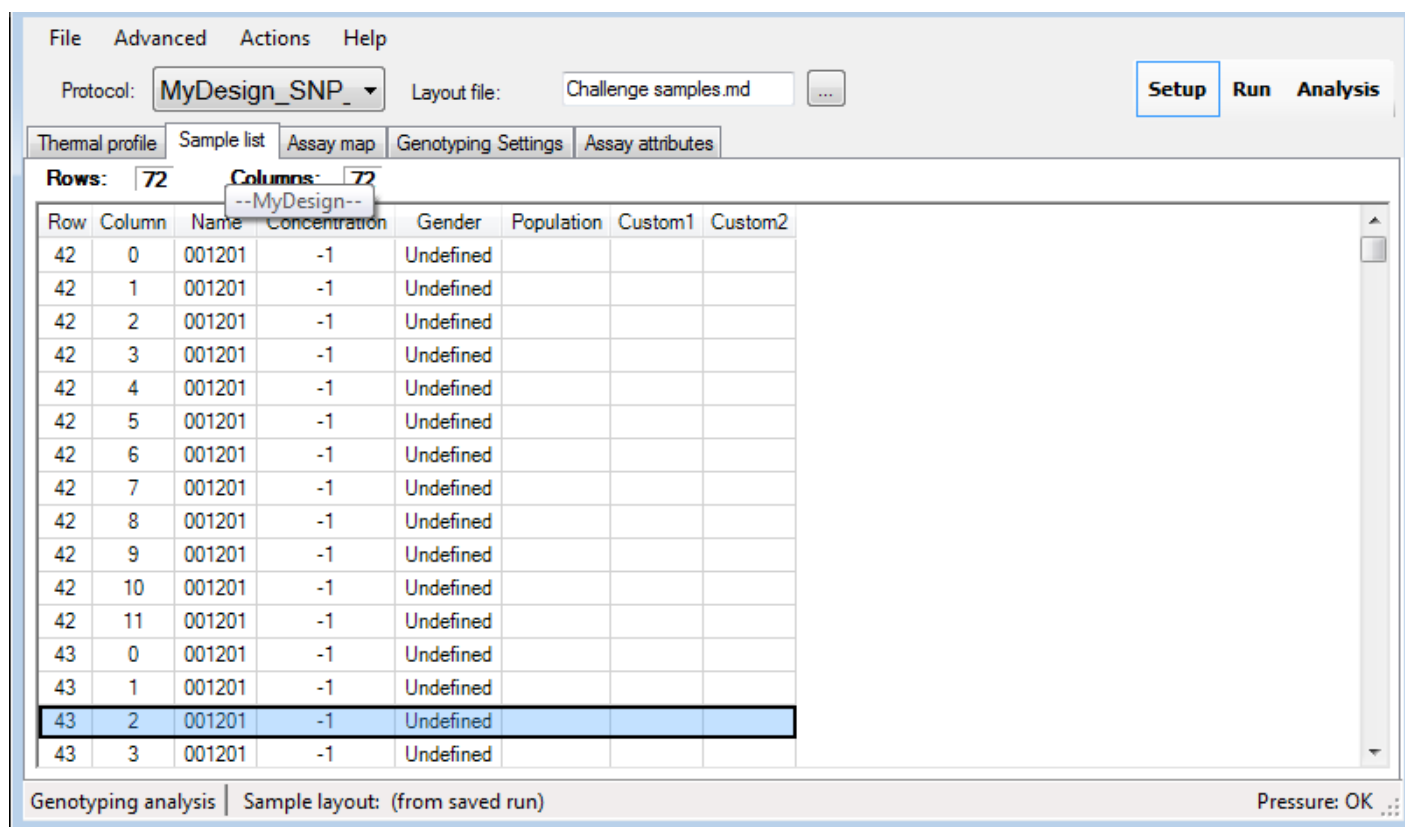 File Advanced Actions Help
Protocol: MyDesign_SNP_ Layout file: Challenge samples.md ... Setup Run Analysis
Thermal profile Sample list Assay map Genotyping Settings Assay attributes
Rows: 72 Columns: 72
--MyDesign--
Row Column Name Concentration Gender Population Custom1 Custom2
42 0 001201 -1 Undefined
42 1 001201 -1 Undefined
42 2 001201 -1 Undefined
42 3 001201 -1 Undefined
42 4 001201 -1 Undefined
42 5 001201 -1 Undefined
42 6 001201 -1 Undefined
42 7 001201 -1 Undefined
42 8 001201 -1 Undefined
42 9 001201 -1 Undefined
42 10 001201 -1 Undefined
42 11 001201 -1 Undefined
43 0 001201 -1 Undefined
43 1 001201 -1 Undefined
43 2 001201 -1 Undefined
43 3 001201 -1 Undefined
Genotyping analysis Sample layout: (from saved run) Pressure: OK